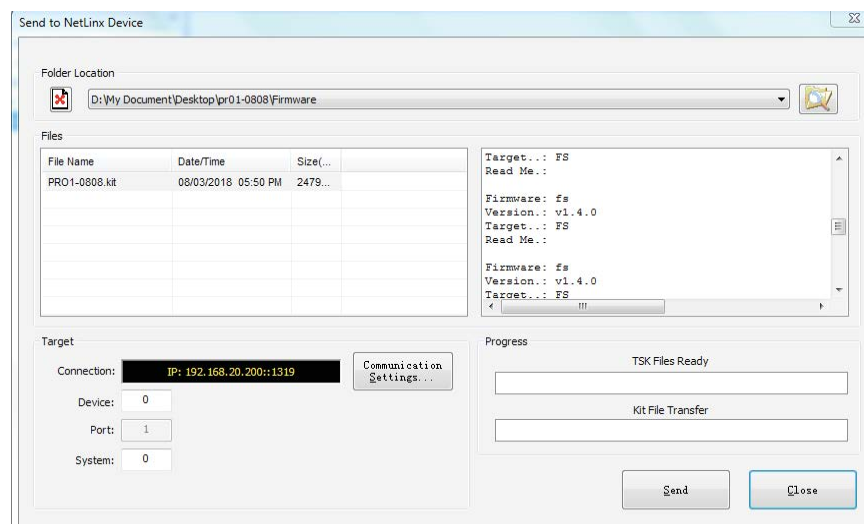 Send to NetLinx Device
Folder Location
D:\My Document\Desktop\pr01-0808\Firmware
Files
File Name Date/Time Size(...
PRO1-0808.kit 08/03/2018 05:50 PM 2479...
Target..: FS
Read Me.:
Firmware: fs
Version.: v1.4.0
Target..: FS
Read Me.:
Firmware: fs
Version.: v1.4.0
Target..: FS
Target
Connection: IP: 192.168.20.200::1319
Communication
Settings...
Device: 0
Port: 1
System: 0
Progress
TSK Files Ready
Kit File Transfer
Send
Close